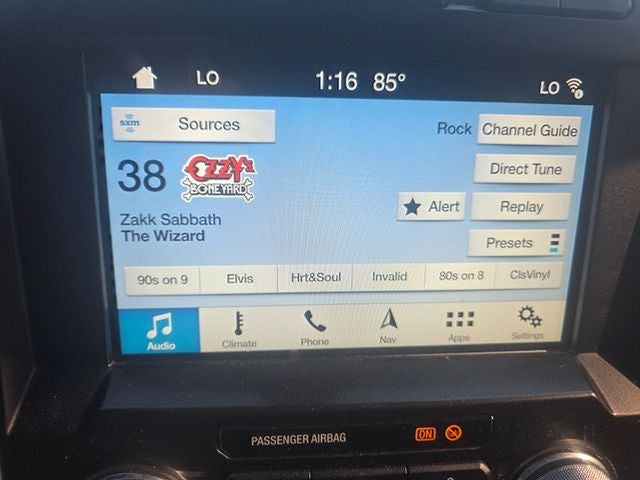 LO 1:16 85° LO
sxm Sources Rock Channel Guide
38 OZZY's BONEYARD Direct Tune
Alert Replay
Zakk Sabbath
The Wizard
Presets
90s on 9 Elvis Hrt&Soul Invalid 80s on 8 ClsVinyl
Audio Climate Phone Nav Apps Settings
PASSENGER AIRBAG ON